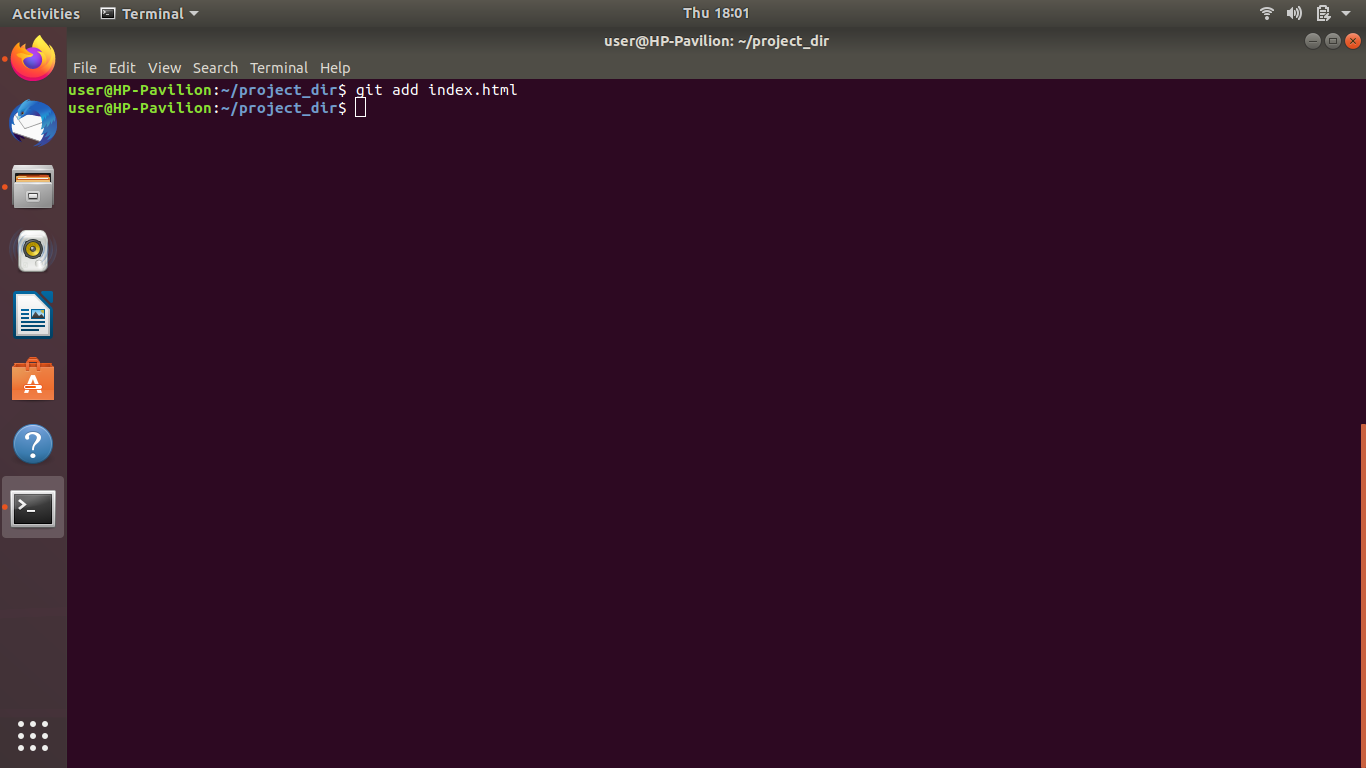 Activities Terminal Thu 18:01
user@HP-Pavilion: ~/project_dir
File Edit View Search Terminal Help
user@HP-Pavilion:~/project_dir$ git add index.html
user@HP-Pavilion:~/project_dir$